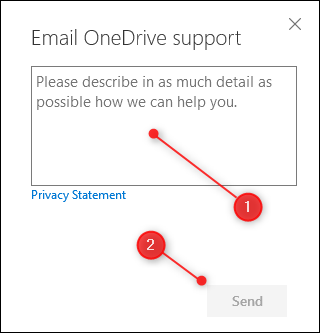 Email OneDrive support
Please describe in as much detail as
possible how we can help you.
Privacy Statement
1
2
Send